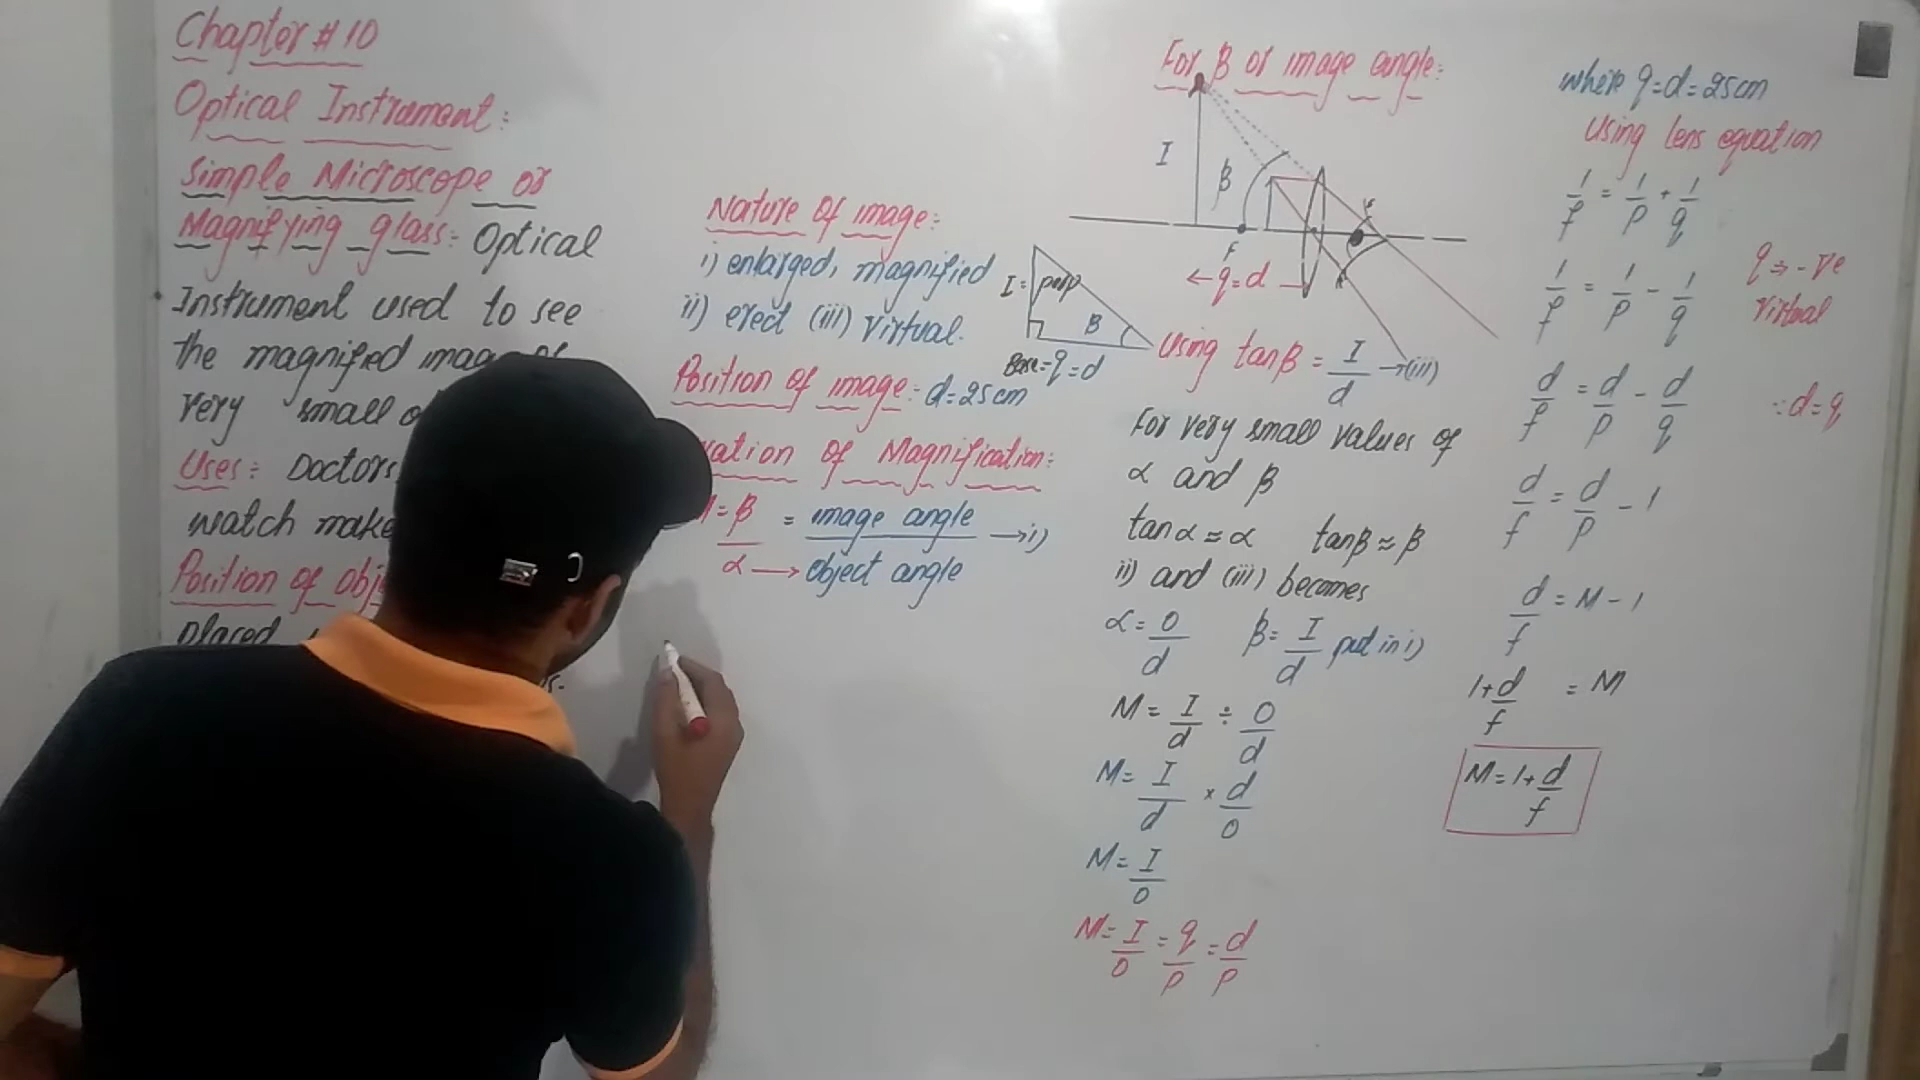 Chapter # 10
Optical Instrument:
Simple Microscope or
Magnifying glass:- Optical
Instrument used to see
the magnified
very small
Uses: Doctors,
watch
Position of
placed
Nature of image:
i) enlarged, magnified
ii) erect (iii) virtual.
Position of image:- d=25cm
of Magnification:
= β/α = image angle/object angle → i)
I = perp
B
Base = q = d
For β or image angle:
I
β
F
F
← q = d
Using tanβ = I/d → (iii)
For very small values of
α and β
tanα ≈ α tanβ ≈ β
ii) and (iii) becomes
α = O/d β = I/d put in i)
M = I/d ÷ O/d
M = I/d × d/O
M = I/O
M = I/O = q/p = d/p
where q=d=25cm
Using lens equation
1/f = 1/p + 1/q
1/f = 1/p - 1/q
q ⇒ -ve
virtual
d/f = d/p - d/q ∵ d=q
d/f = d/p - 1
d/f = M - 1
1+d/f = M
M = 1+d/f